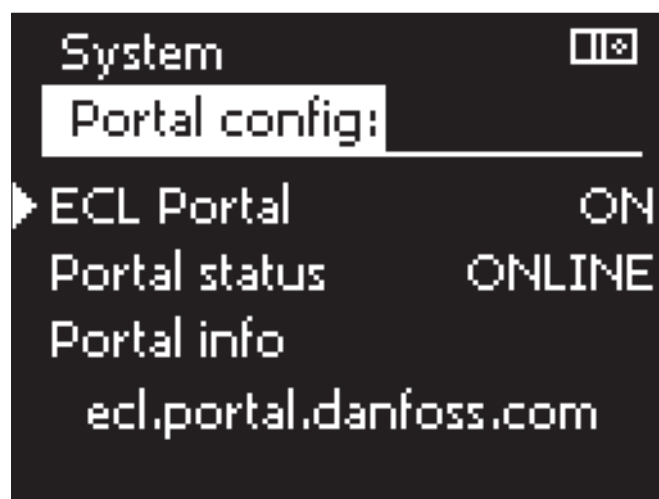 System
Portal config:
ECL Portal ON
Portal status ONLINE
Portal info
ecl.portal.danfoss.com